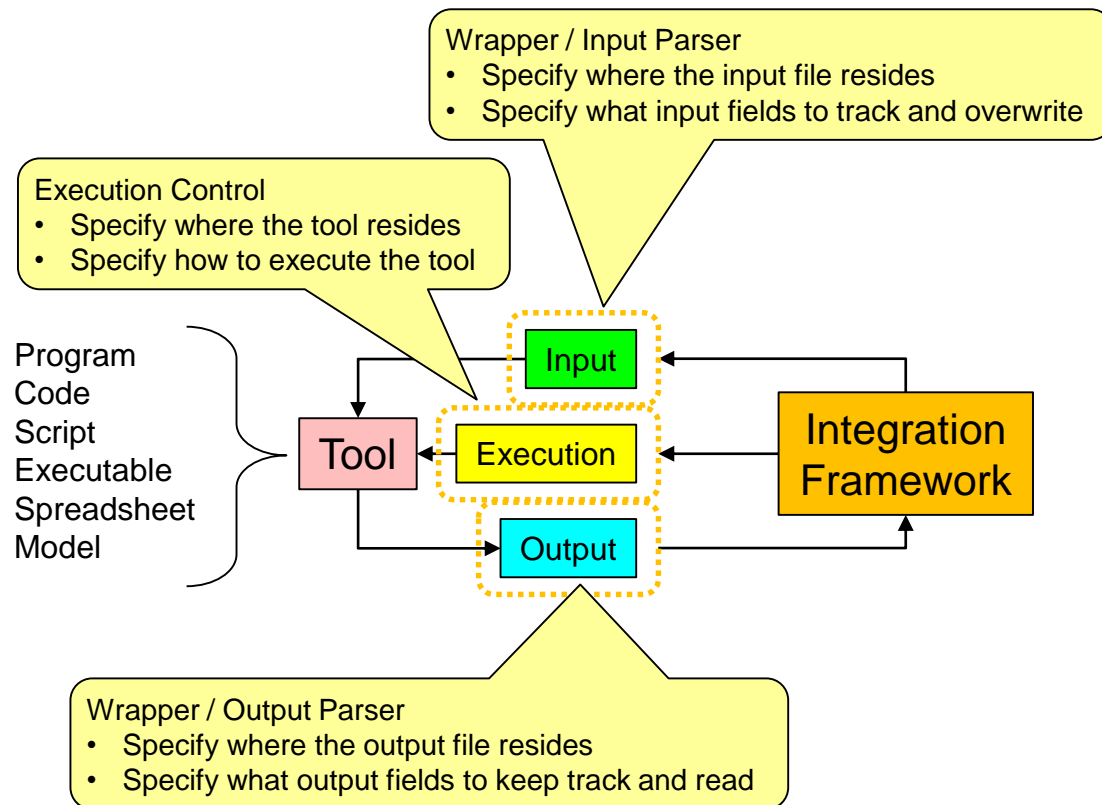 Wrapper / Input Parser
• Specify where the input file resides
• Specify what input fields to track and overwrite
Execution Control
• Specify where the tool resides
• Specify how to execute the tool
Program
Code
Script
Executable
Spreadsheet
Model
Tool
Input
Execution
Output
Integration
Framework
Wrapper / Output Parser
• Specify where the output file resides
• Specify what output fields to keep track and read